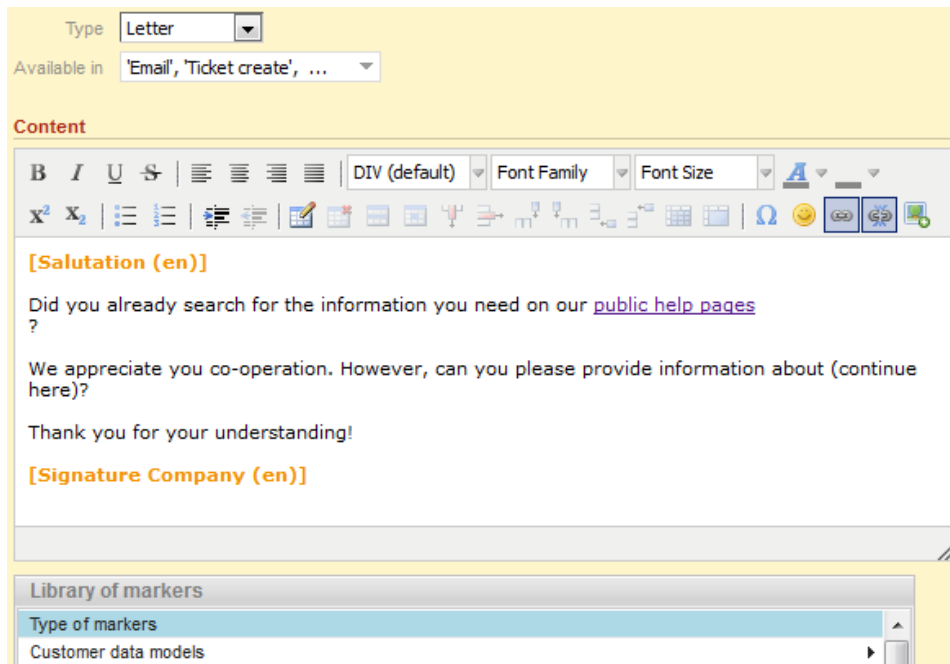 Type Letter
Available in 'Email', 'Ticket create', ...
Content
B I U S DIV (default) Font Family Font Size A
x² x₂ Ω
[Salutation (en)]
Did you already search for the information you need on our public help pages
?
We appreciate you co-operation. However, can you please provide information about (continue
here)?
Thank you for your understanding!
[Signature Company (en)]
Library of markers
Type of markers
Customer data models